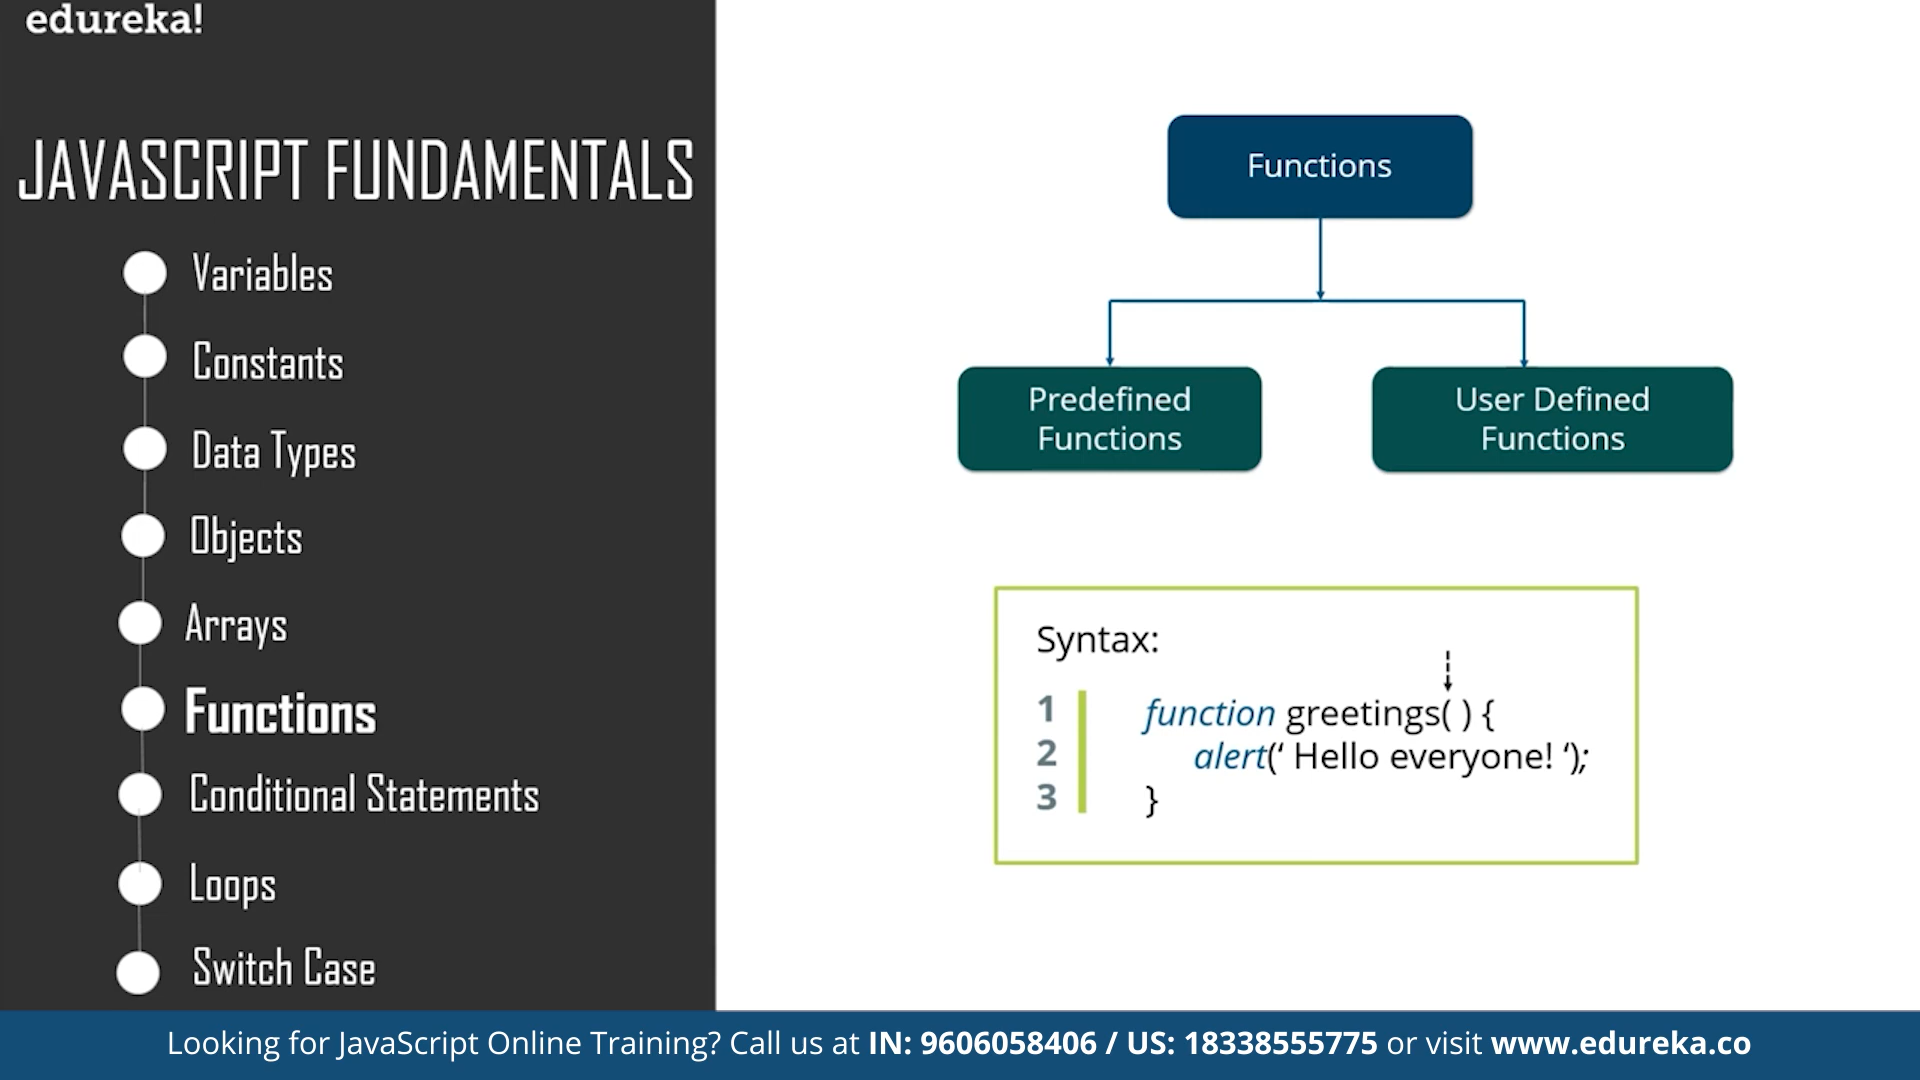 edureka!
JAVASCRIPT FUNDAMENTALS
Variables
Constants
Data Types
Objects
Arrays
Functions
Conditional Statements
Loops
Switch Case
Functions
Predefined
Functions
User Defined
Functions
Syntax:
1 function greetings( ) {
2 alert(‘ Hello everyone! ‘);
3 }
Looking for JavaScript Online Training? Call us at IN: 9606058406 / US: 18338555775 or visit www.edureka.co